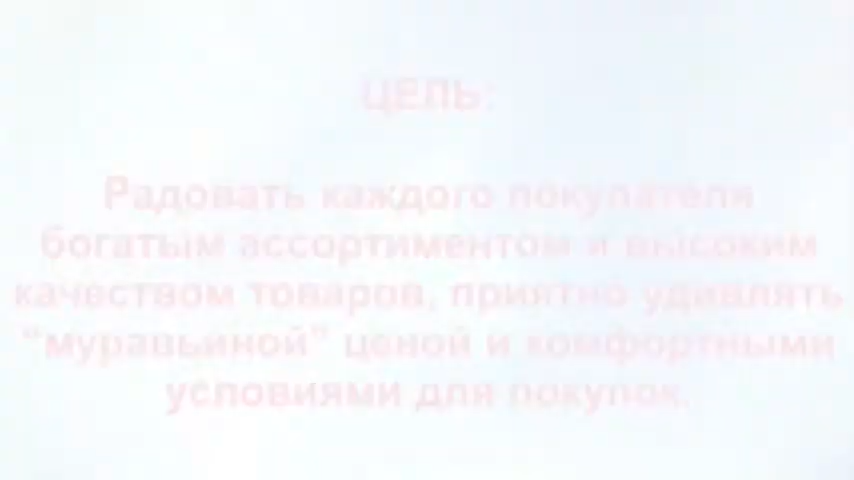 ЦЕЛЬ:
Радовать каждого покупателя
богатым ассортиментом и высоким
качеством товаров, приятно удивлять
“муравьиной” ценой и комфортными
условиями для покупок.